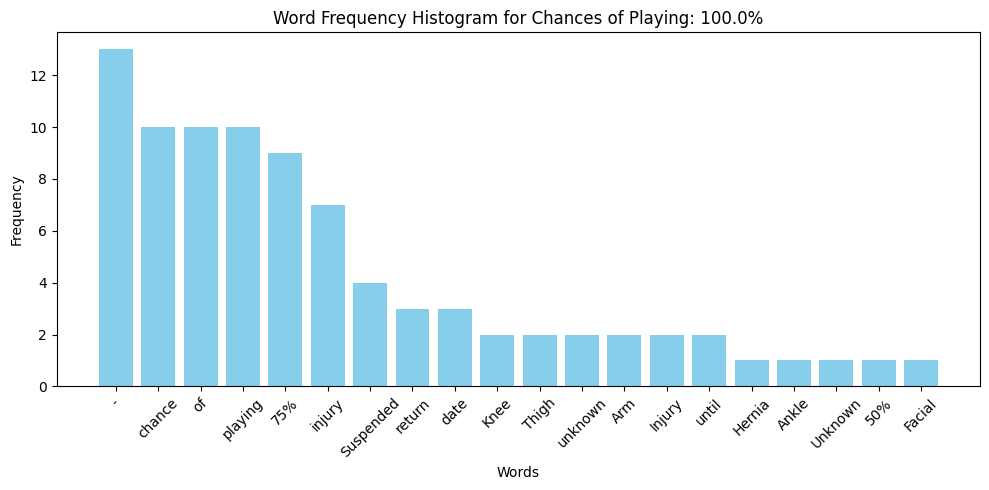 Word Frequency Histogram for Chances of Playing: 100.0%
12
10
8
6
4
2
0
Frequency
- chance of playing 75% injury Suspended return date Knee Thigh unknown Arm Injury until Hernia Ankle Unknown 50% Facial
Words